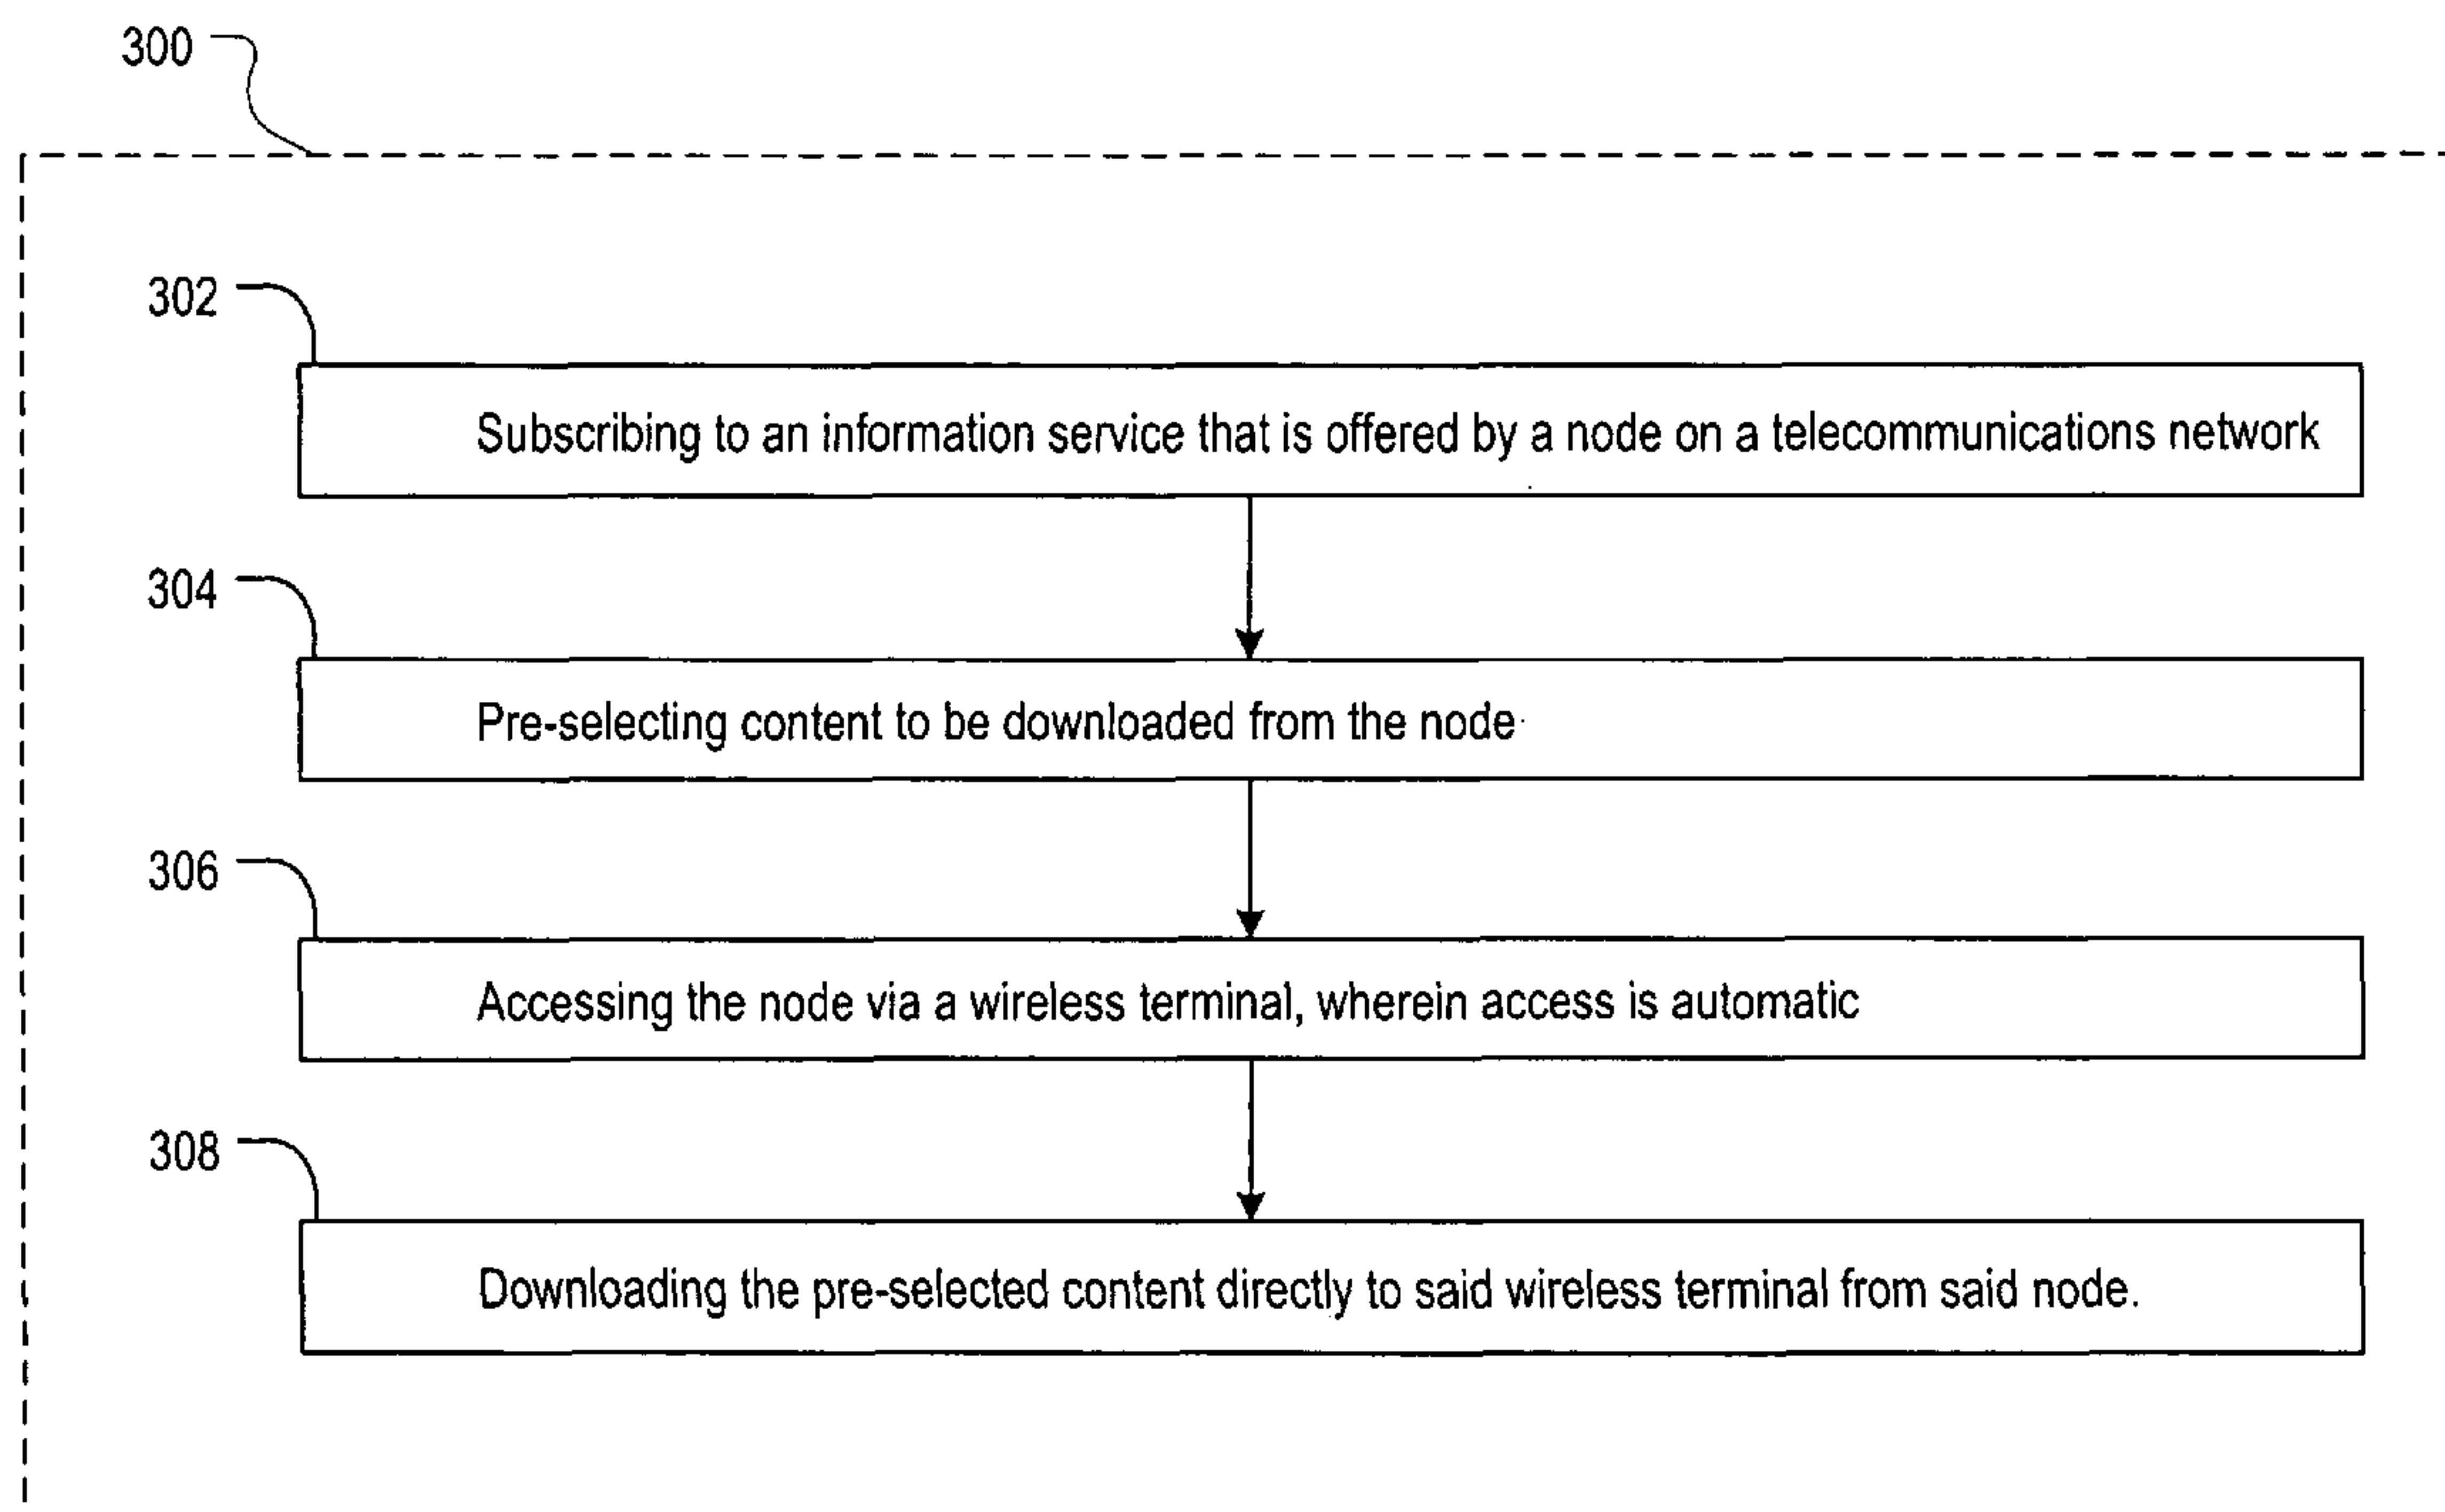 300
302
Subscribing to an information service that is offered by a node on a telecommunications network
304
Pre-selecting content to be downloaded from the node
306
Accessing the node via a wireless terminal, wherein access is automatic
308
Downloading the pre-selected content directly to said wireless terminal from said node.